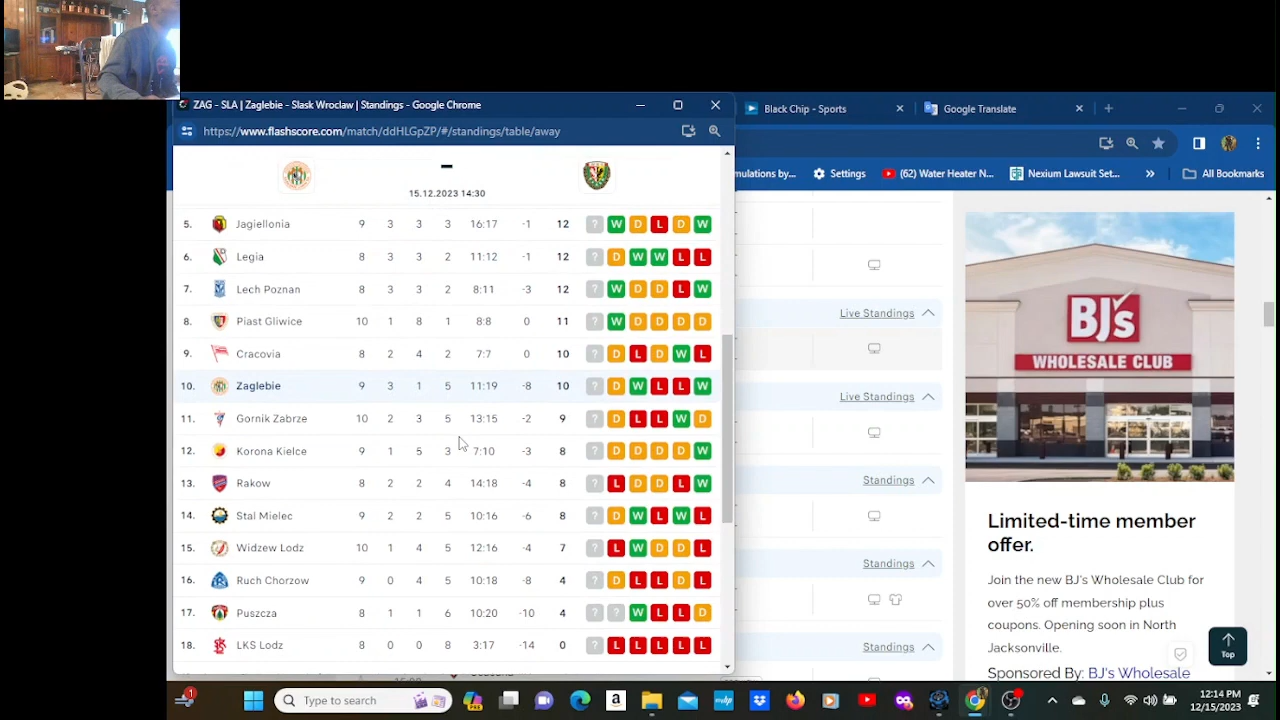 ZAG - SLA | Zaglebie - Slask Wroclaw | Standings - Google Chrome
Black Chip - Sports
Google Translate
https://www.flashscore.com/match/ddHLGpZP/#/standings/table/away
mulations by...
Settings
(62) Water Heater N...
Nexium Lawsuit Set...
All Bookmarks
-
15.12.2023 14:30
5. Jagiellonia 9 3 3 3 16:17 -1 12 ? W D L D W
6. Legia 8 3 3 2 11:12 -1 12 ? D W W L L
7. Lech Poznan 8 3 3 2 8:11 -3 12 ? W D D L W
8. Piast Gliwice 10 1 8 1 8:8 0 11 ? W D D D D
9. Cracovia 8 2 4 2 7:7 0 10 ? D L D W L
10. Zaglebie 9 3 1 5 11:19 -8 10 ? D W L L W
11. Gornik Zabrze 10 2 3 5 13:15 -2 9 ? D L L W D
12. Korona Kielce 9 1 5 3 7:10 -3 8 ? D D D D W
13. Rakow 8 2 2 4 14:18 -4 8 ? L D D L W
14. Stal Mielec 9 2 2 5 10:16 -6 8 ? D W L W L
15. Widzew Lodz 10 1 4 5 12:16 -4 7 ? L W D D L
16. Ruch Chorzow 9 0 4 5 10:18 -8 4 ? D L L D L
17. Puszcza 8 1 1 6 10:20 -10 4 ? ? W L L D
18. LKS Lodz 8 0 0 8 3:17 -14 0 ? L L L L L
Live Standings
Live Standings
Standings
Standings
Standings
BJ's
WHOLESALE CLUB
Limited-time member
offer.
Join the new BJ's Wholesale Club for
over 50% off membership plus
coupons. Opening soon in North
Jacksonville.
Sponsored By: BJ's Wholesale
Top
1
Type to search
12:14 PM
12/15/2023